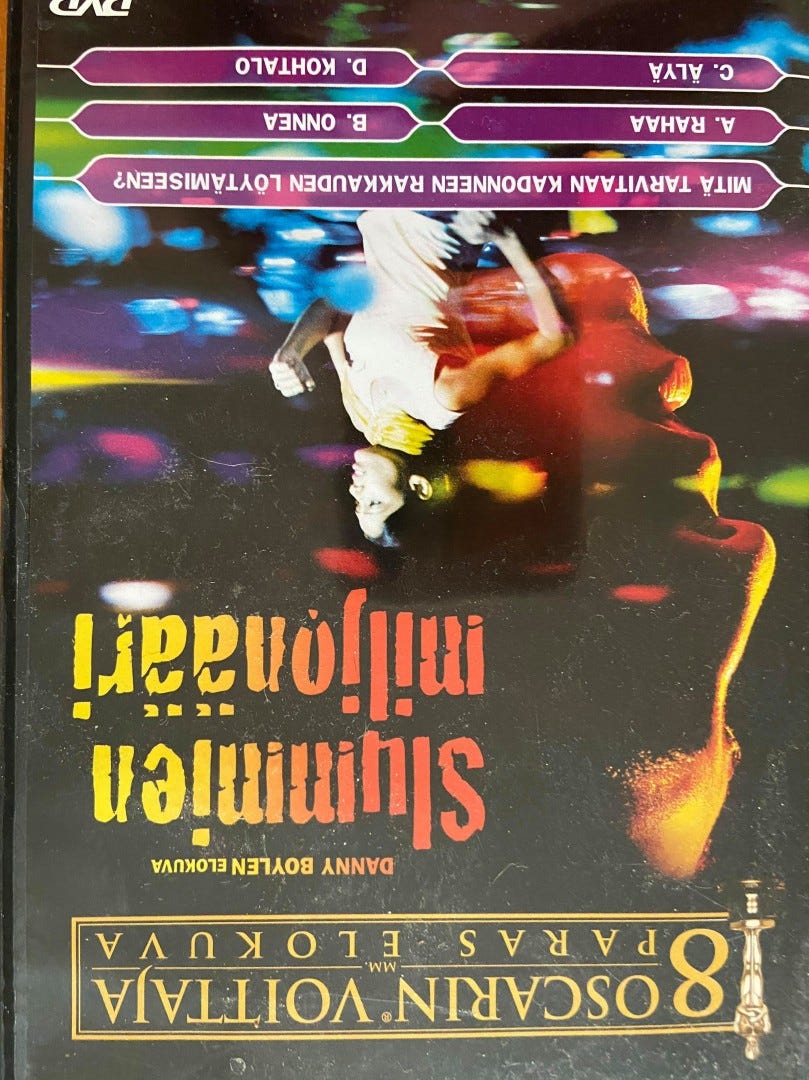 8 OSCARIN® VOITTAJA
MM. PARAS ELOKUVA
DANNY BOYLEN ELOKUVA
Slummien
miljonääri
MITÄ TARVITAAN KADONNEEN RAKKAUDEN LÖYTÄMISEEN?
A. RAHAA B. ONNEA
C. ÄLYÄ D. KOHTALO
DVD